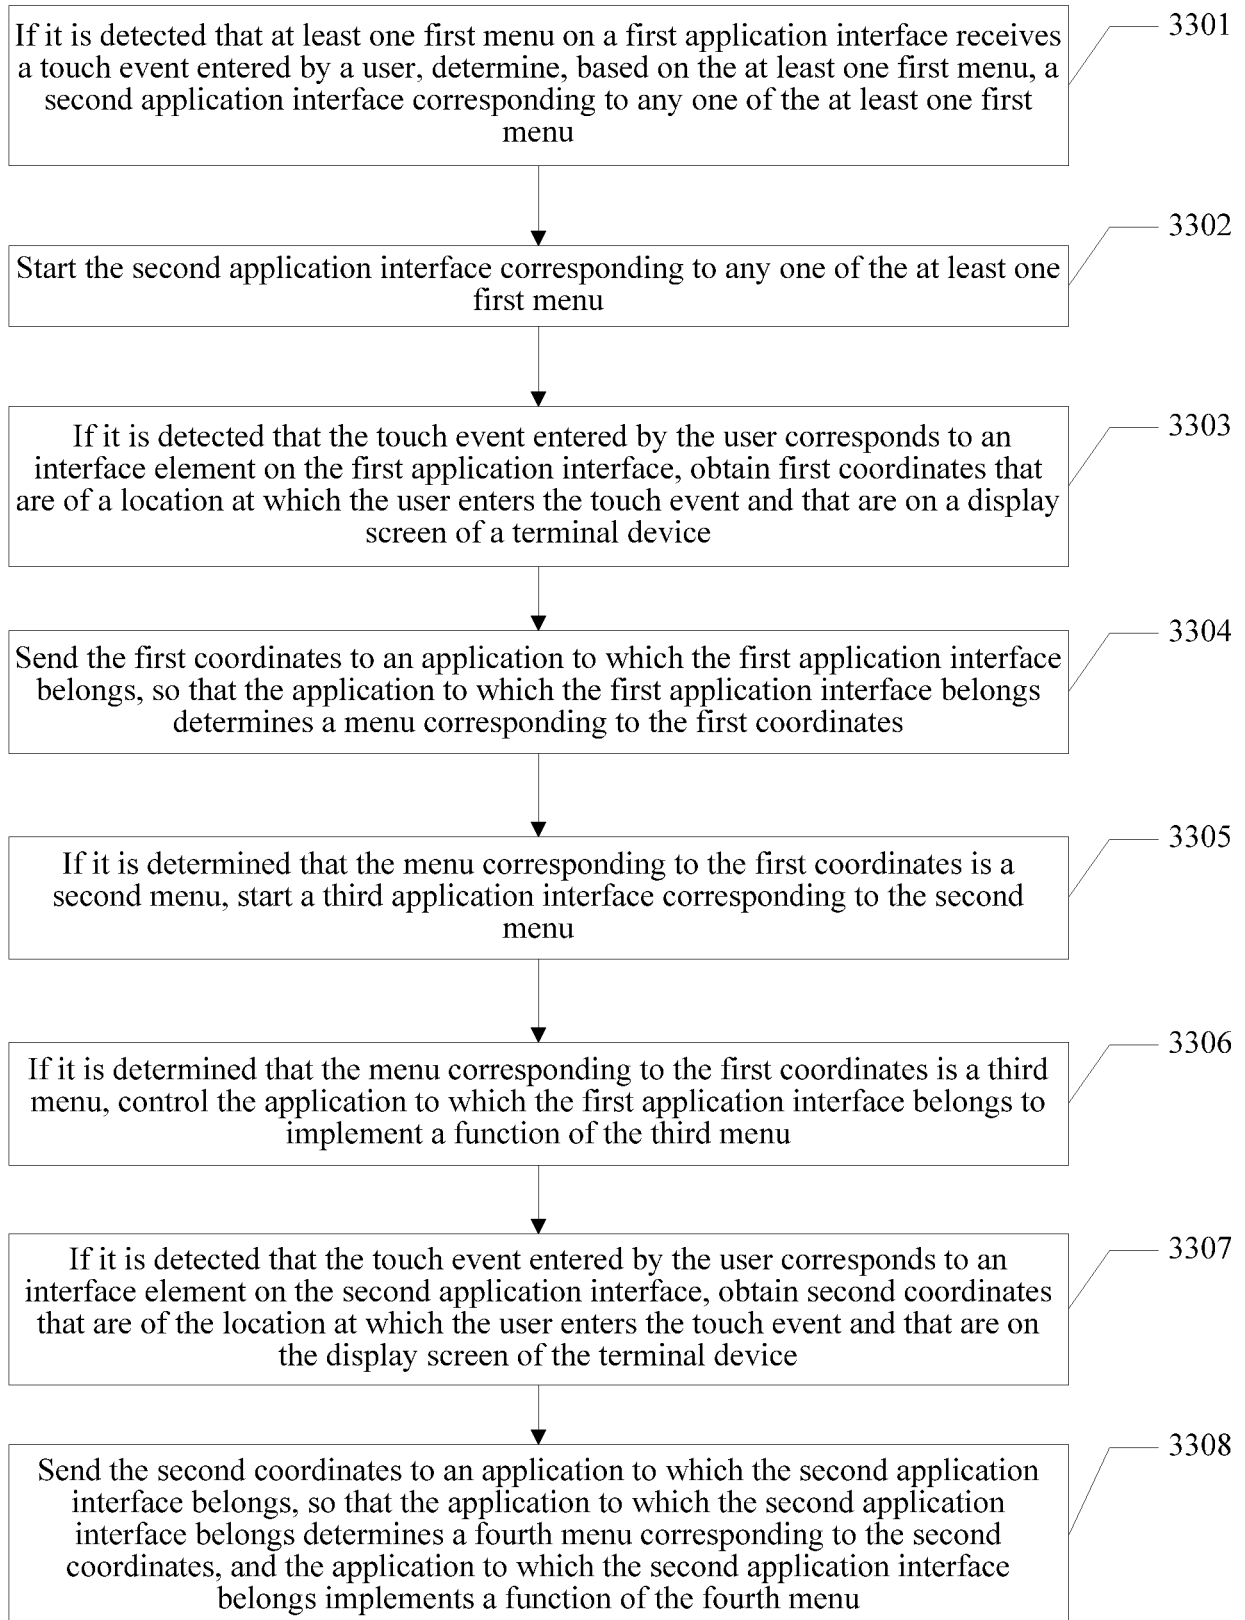 3301
If it is detected that at least one first menu on a first application interface receives
a touch event entered by a user, determine, based on the at least one first menu, a
second application interface corresponding to any one of the at least one first
menu
3302
Start the second application interface corresponding to any one of the at least one
first menu
3303
If it is detected that the touch event entered by the user corresponds to an
interface element on the first application interface, obtain first coordinates that
are of a location at which the user enters the touch event and that are on a display
screen of a terminal device
3304
Send the first coordinates to an application to which the first application interface
belongs, so that the application to which the first application interface belongs
determines a menu corresponding to the first coordinates
3305
If it is determined that the menu corresponding to the first coordinates is a
second menu, start a third application interface corresponding to the second
menu
3306
If it is determined that the menu corresponding to the first coordinates is a third
menu, control the application to which the first application interface belongs to
implement a function of the third menu
3307
If it is detected that the touch event entered by the user corresponds to an
interface element on the second application interface, obtain second coordinates
that are of the location at which the user enters the touch event and that are on
the display screen of the terminal device
3308
Send the second coordinates to an application to which the second application
interface belongs, so that the application to which the second application
interface belongs determines a fourth menu corresponding to the second
coordinates, and the application to which the second application interface
belongs implements a function of the fourth menu